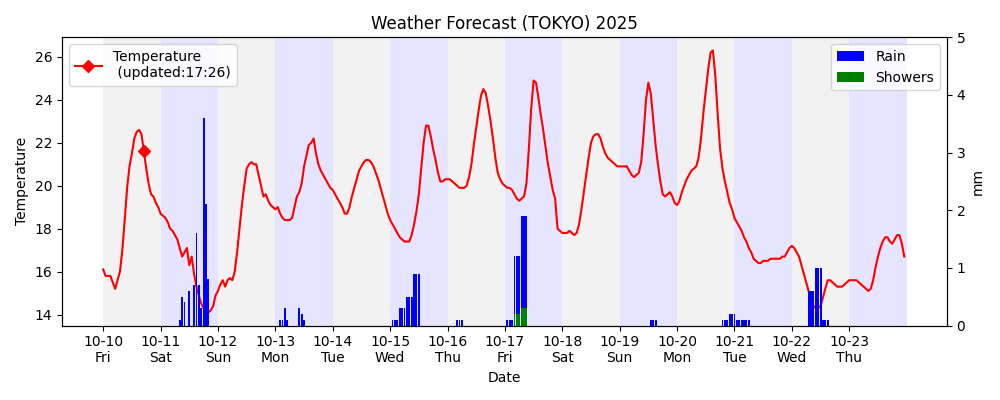 Weather Forecast (TOKYO) 2025
Temperature
(updated:17:26)
Rain
Showers
Temperature
26
24
22
20
18
16
14
5
4
3
2
1
0
mm
10-10 10-11 10-12 10-13 10-14 10-15 10-16 10-17 10-18 10-19 10-20 10-21 10-22 10-23
Fri Sat Sun Mon Tue Wed Thu Fri Sat Sun Mon Tue Wed Thu
Date